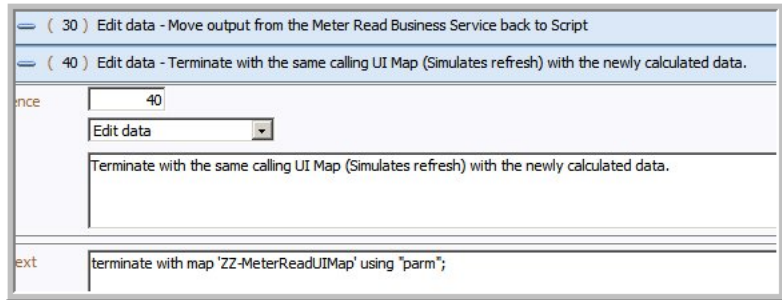 ( 30 ) Edit data - Move output from the Meter Read Business Service back to Script
( 40 ) Edit data - Terminate with the same calling UI Map (Simulates refresh) with the newly calculated data.
ence 40
Edit data
Terminate with the same calling UI Map (Simulates refresh) with the newly calculated data.
ext terminate with map 'ZZ-MeterReadUIMap' using "parm";